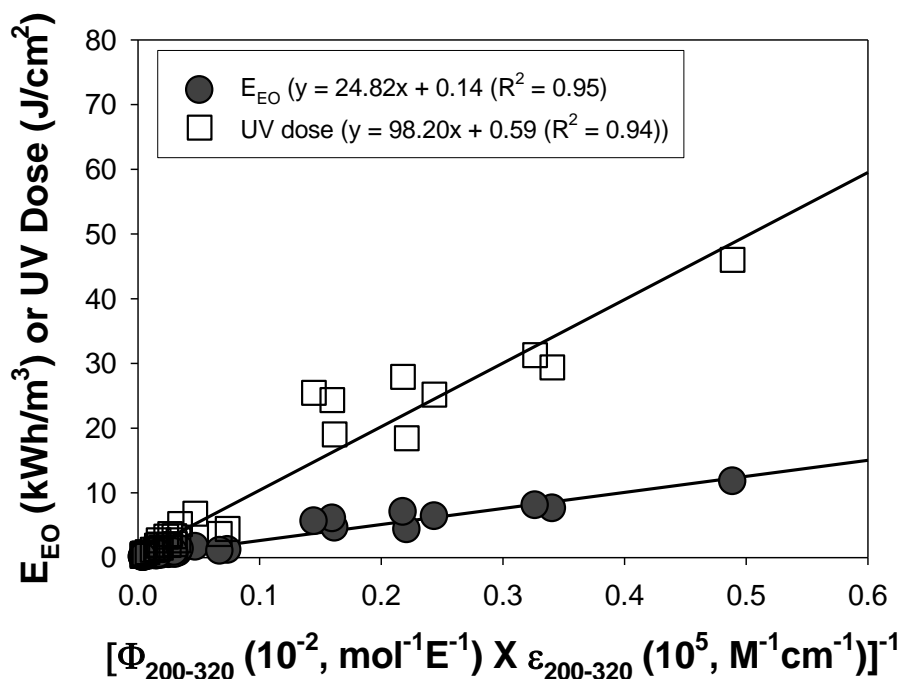 E_EO (kWh/m³) or UV Dose (J/cm²)
80
70
60
50
40
30
20
10
0
E_EO (y = 24.82x + 0.14 (R² = 0.95)
UV dose (y = 98.20x + 0.59 (R² = 0.94))
0.0 0.1 0.2 0.3 0.4 0.5 0.6
[Φ₂₀₀₋₃₂₀ (10⁻², mol⁻¹E⁻¹) X ε₂₀₀₋₃₂₀ (10⁵, M⁻¹cm⁻¹)]⁻¹